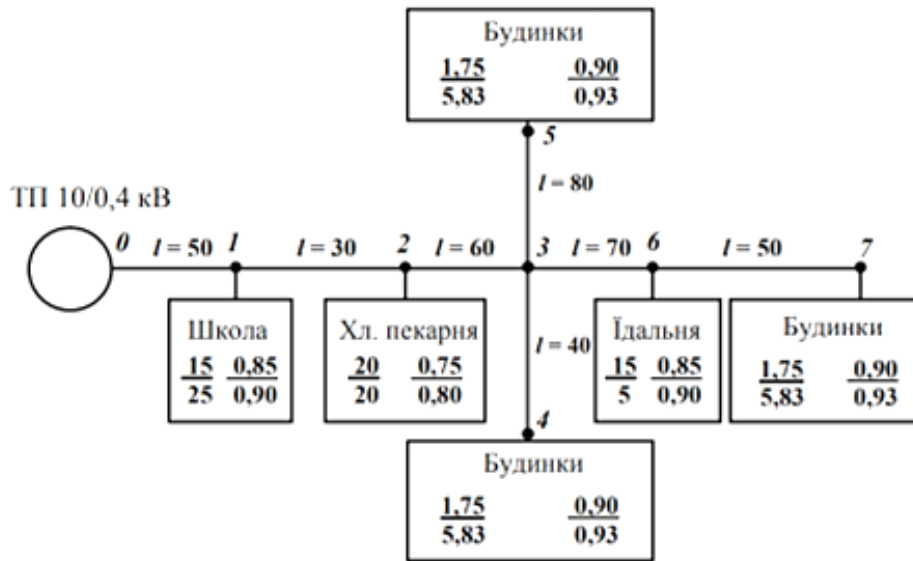 Будинки
1,75 0,90
5,83 0,93
5
ТП 10/0,4 кВ
l = 80
0 l = 50 1 l = 30 2 l = 60 3 l = 70 6 l = 50 7
Школа
15 0,85
25 0,90
Хл. пекарня
20 0,75
20 0,80
l = 40
Їдальня
15 0,85
5 0,90
Будинки
1,75 0,90
5,83 0,93
4
Будинки
1,75 0,90
5,83 0,93